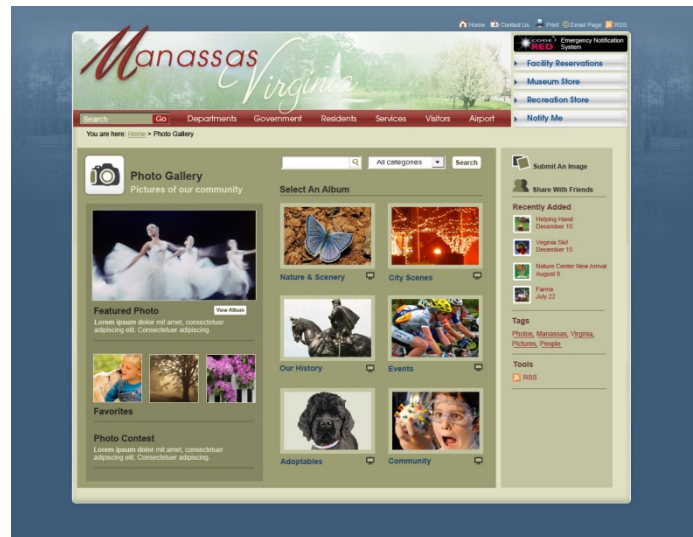 Home Contact Us Print Email Page RSS
Manassas
Virginia
CODE RED Emergency Notification System
Facility Reservations
Museum Store
Recreation Store
Notify Me
Search Go Departments Government Residents Services Visitors Airport
You are here: Home > Photo Gallery
Photo Gallery
Pictures of our community
All categories Search
Select An Album
Nature & Scenery City Scenes
Our History Events
Adoptables Community
Featured Photo View Album
Lorem ipsum dolor mit amet, consectetuer
adipiscing elit. Consectetuer adipiscing.
Favorites
Photo Contest
Lorem ipsum dolor mit amet, consectetuer
adipiscing elit. Consectetuer adipiscing.
Submit An Image
Share With Friends
Recently Added
Helping Hand
December 10
Virginia Skil
December 15
Nature Center New Arrival
August 9
Farms
July 22
Tags
Photos, Manassas, Virginia,
Pictures, People
Tools
RSS